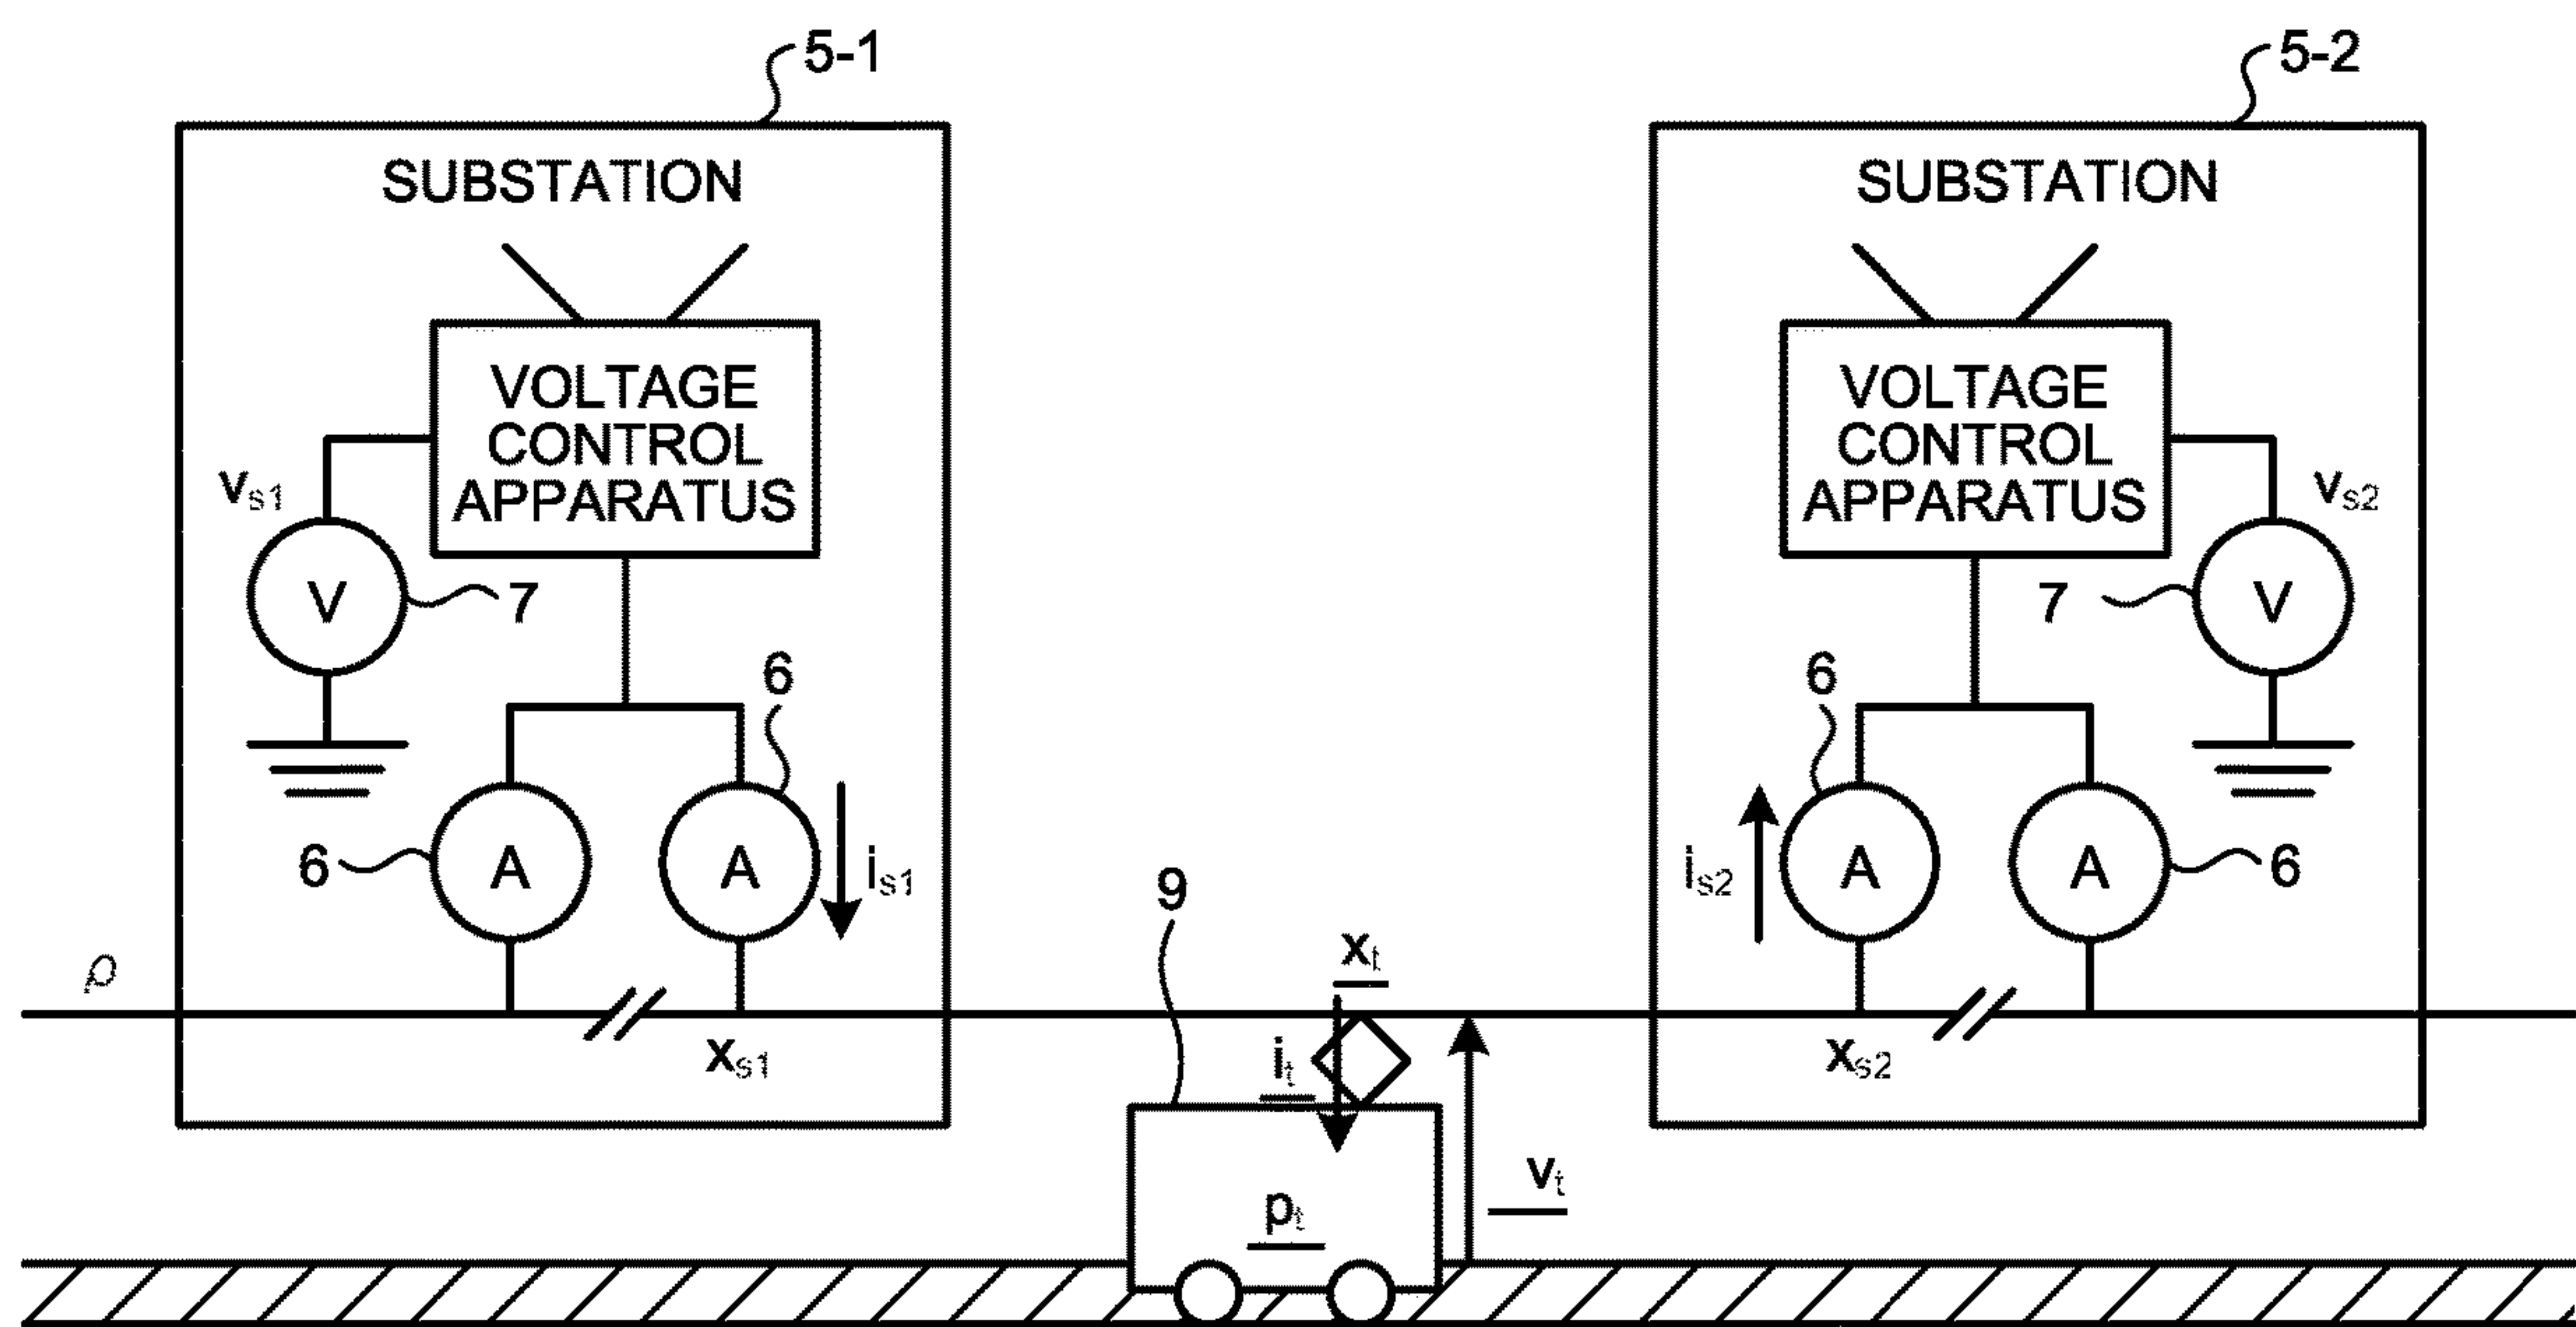 5-1
5-2
SUBSTATION
SUBSTATION
VOLTAGE
CONTROL
APPARATUS
VOLTAGE
CONTROL
APPARATUS
vs1
vs2
V
7
7
V
6
6
6
A
A
is1
is2
A
A
6
9
ρ
xt
xs1
it
xs2
vt
pt